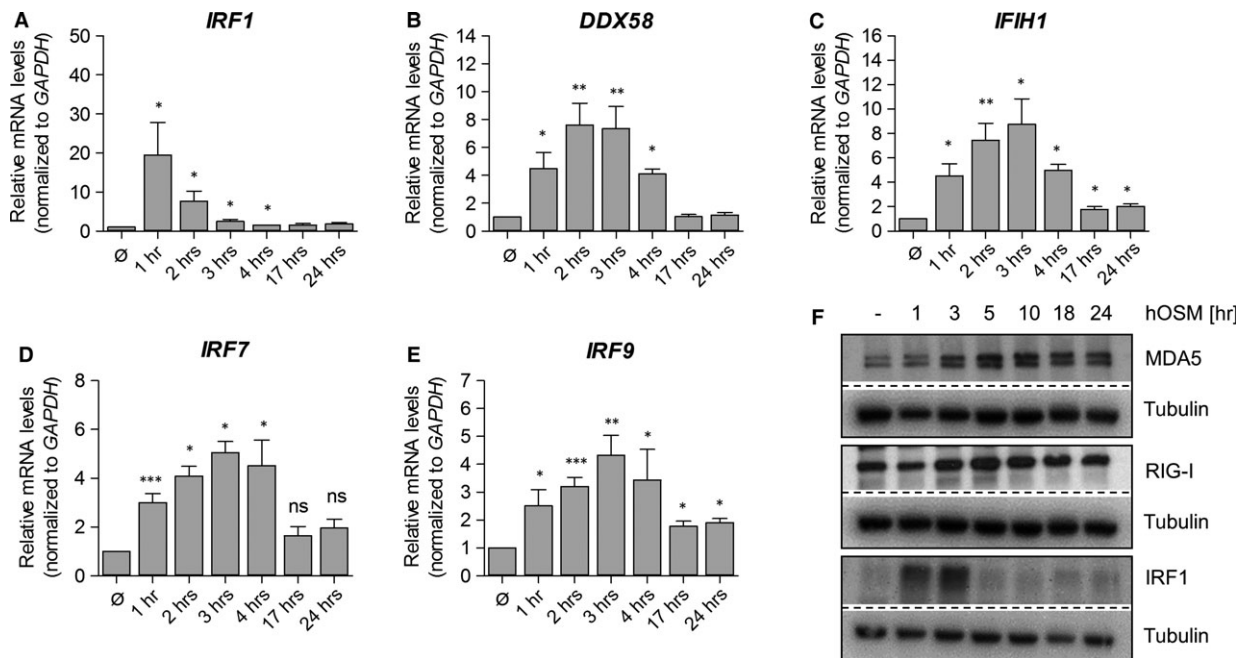 A
IRF1
Relative mRNA levels
(normalized to GAPDH)
60
50
40
30
20
10
0
*
*
*
*
Ø
1 hr
2 hrs
3 hrs
4 hrs
17 hrs
24 hrs
B
DDX58
Relative mRNA levels
(normalized to GAPDH)
14
12
10
8
6
4
2
0
*
**
**
*
Ø
1 hr
2 hrs
3 hrs
4 hrs
17 hrs
24 hrs
C
IFIH1
Relative mRNA levels
(normalized to GAPDH)
16
14
12
10
8
6
4
2
0
*
**
*
*
*
*
Ø
1 hr
2 hrs
3 hrs
4 hrs
17 hrs
24 hrs
D
IRF7
Relative mRNA levels
(normalized to GAPDH)
8
6
4
2
0
***
*
*
*
ns
ns
Ø
1 hr
2 hrs
3 hrs
4 hrs
17 hrs
24 hrs
E
IRF9
Relative mRNA levels
(normalized to GAPDH)
7
6
5
4
3
2
1
0
*
***
**
*
*
*
Ø
1 hr
2 hrs
3 hrs
4 hrs
17 hrs
24 hrs
F
- 1 3 5 10 18 24 hOSM [hr]
MDA5
Tubulin
RIG-I
Tubulin
IRF1
Tubulin